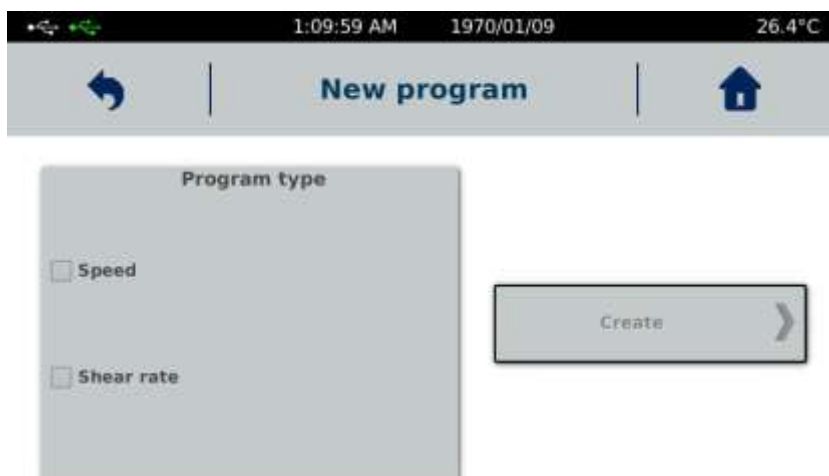 1:09:59 AM 1970/01/09 26.4°C
New program
Program type
Speed
Create
Shear rate